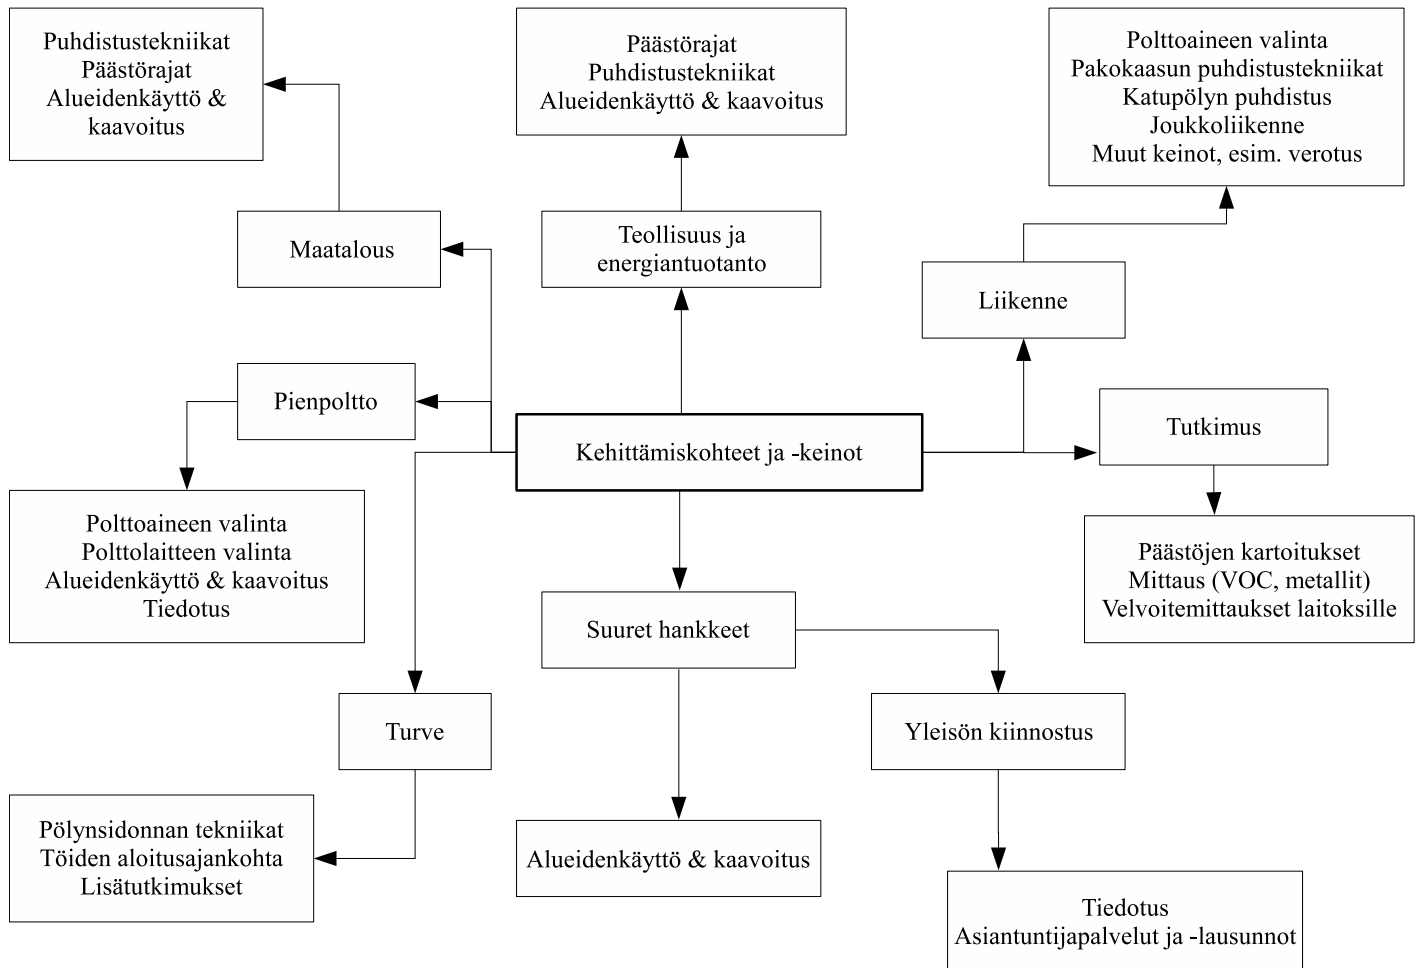 Puhdistustekniikat
Päästörajat
Alueidenkäyttö &
kaavoitus
Päästörajat
Puhdistustekniikat
Alueidenkäyttö & kaavoitus
Polttoaineen valinta
Pakokaasun puhdistustekniikat
Katupölyn puhdistus
Joukkoliikenne
Muut keinot, esim. verotus
Maatalous
Teollisuus ja
energiantuotanto
Liikenne
Pienpoltto
Kehittämiskohteet ja -keinot
Tutkimus
Polttoaineen valinta
Polttolaitteen valinta
Alueidenkäyttö & kaavoitus
Tiedotus
Päästöjen kartoitukset
Mittaus (VOC, metallit)
Velvoitemittaukset laitoksille
Suuret hankkeet
Turve
Yleisön kiinnostus
Pölynsidonnan tekniikat
Töiden aloitusajankohta
Lisätutkimukset
Alueidenkäyttö & kaavoitus
Tiedotus
Asiantuntijapalvelut ja -lausunnot